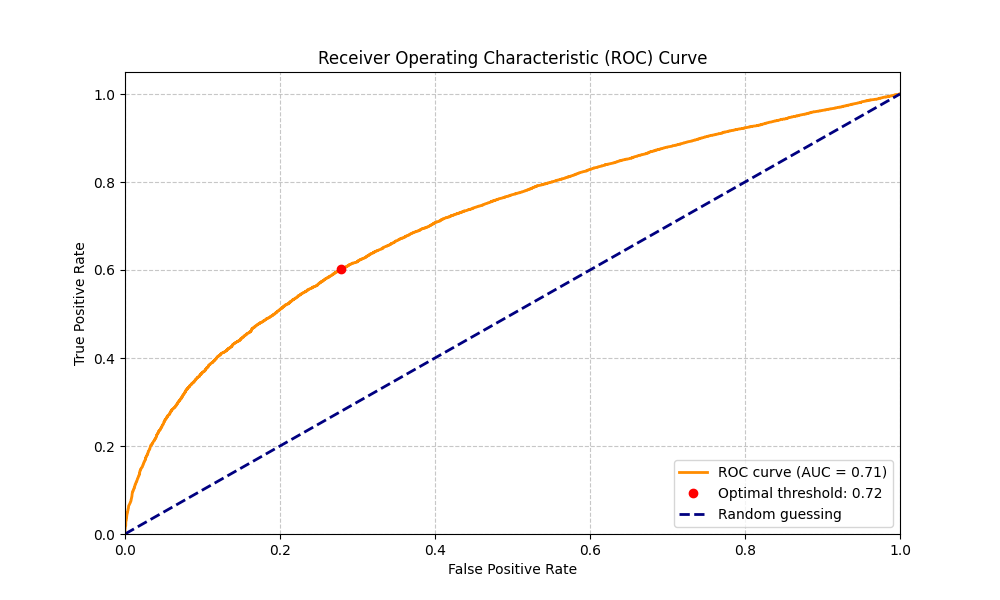 Receiver Operating Characteristic (ROC) Curve
True Positive Rate
1.0
0.8
0.6
0.4
0.2
0.0
0.0 0.2 0.4 0.6 0.8 1.0
False Positive Rate
ROC curve (AUC = 0.71)
Optimal threshold: 0.72
Random guessing